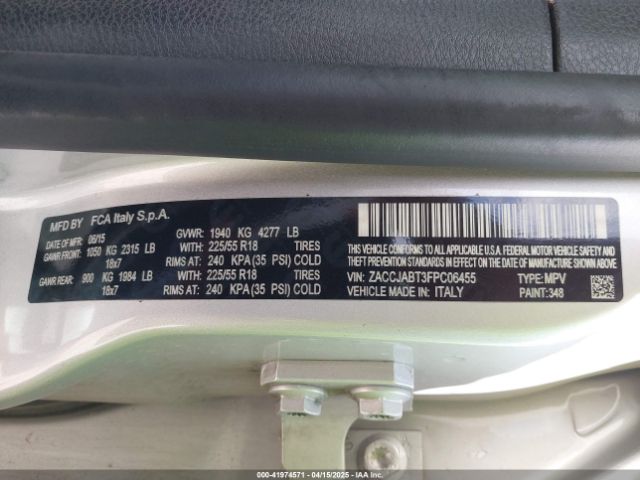 MFD BY FCA Italy S.p.A.
DATE OF MFR: 06/15 GVWR: 1940 KG 4277 LB
GAWR FRONT: 1050 KG 2315 LB WITH: 225/55 R18 TIRES
18x7 RIMS AT: 240 KPA (35 PSI) COLD
GAWR REAR: 900 KG 1984 LB WITH: 225/55 R18 TIRES
18x7 RIMS AT: 240 KPA (35 PSI) COLD
THIS VEHICLE CONFORMS TO ALL APPLICABLE U.S. FEDERAL MOTOR VEHICLE SAFETY, BUMPER, AND
THEFT PREVENTION STANDARDS IN EFFECT ON THE DATE OF MANUFACTURE SHOWN ABOVE.
VIN: ZACCJABT3FPC06455 TYPE: MPV
VEHICLE MADE IN: ITALY PAINT: 348
00-41974571 - 04/15/2025 - IAA Inc.